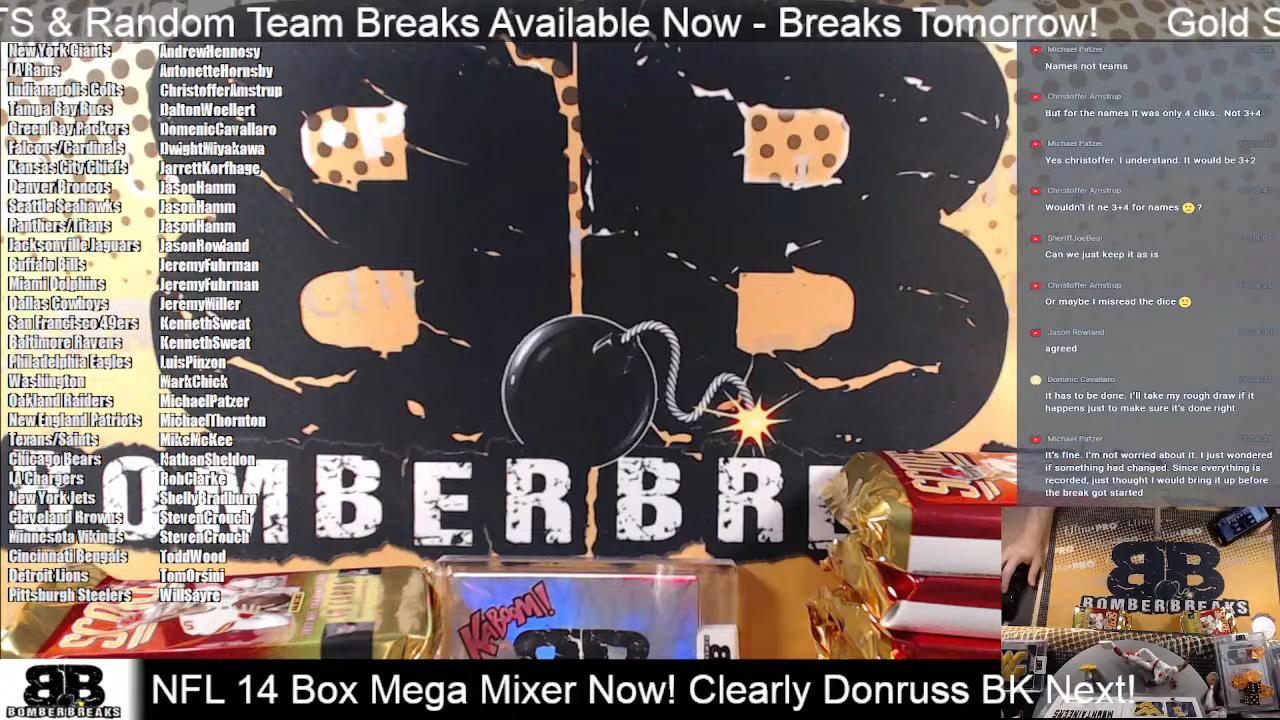 TS & Random Team Breaks Available Now - Breaks Tomorrow! Gold S
New York Giants AndrewHennosy
LA Rams AntonetteHornsby
Indianapolis Colts ChristofferAmstrup
Tampa Bay Bucs DaltonWoellert
Green Bay Packers DomenicCavallaro
Falcons/Cardinals DwightMiyakawa
Kansas City Chiefs JarrettKorfhage
Denver Broncos JasonHamm
Seattle Seahawks JasonHamm
Panthers/Titans JasonHamm
Jacksonville Jaguars JasonRowland
Buffalo Bills JeremyFuhrman
Miami Dolphins JeremyFuhrman
Dallas Cowboys JeremyMiller
San Francisco 49ers KennethSweat
Baltimore Ravens KennethSweat
Philadelphia Eagles LuisPinzon
Washington MarkChick
Oakland Raiders MichaelPatzer
New England Patriots MichaelThornton
Texans/Saints MikeMcKee
Chicago Bears NathanSheldon
LA Chargers RobClarke
New York Jets ShellyBradburn
Cleveland Browns StevenCrouch
Minnesota Vikings StevenCrouch
Cincinnati Bengals ToddWood
Detroit Lions TomOrsini
Pittsburgh Steelers WillSayre
Michael Patzer
Names not teams
Christoffer Amstrup
But for the names it was only 4 cliks.. Not 3+4
Michael Patzer
Yes christoffer. I understand. It would be 3+2
Christoffer Amstrup
Wouldn't it ne 3+4 for names 🙂 ?
SheriffJoeBear
Can we just keep it as is
Christoffer Amstrup
Or maybe I misread the dice 🙂
Jason Rowland
agreed
Dominic Cavallaro
It has to be done. I'll take my rough draw if it
happens just to make sure it's done right.
Michael Patzer
It's fine. I'm not worried about it. I just wondered
if something had changed. Since everything is
recorded, just thought I would bring it up before
the break got started
BOMBERBRE
KABOOM!
BOMBERBREAKS
BB
BOMBERBREAKS
NFL 14 Box Mega Mixer Now! Clearly Donruss BK Next!